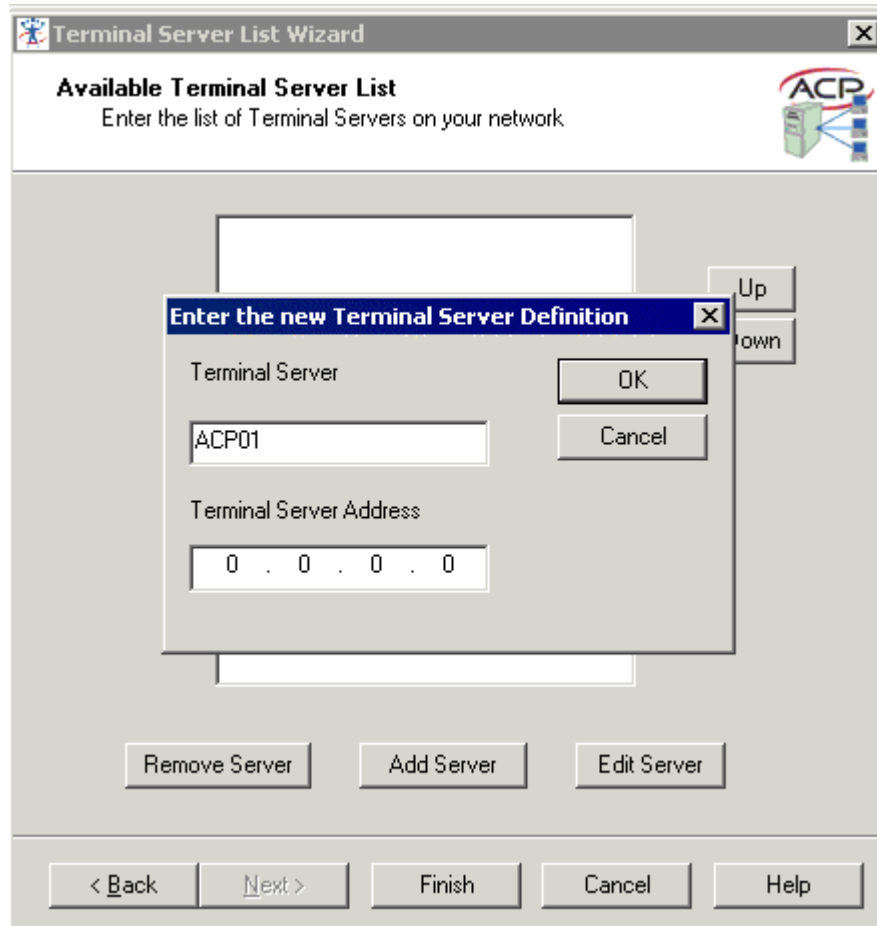 Terminal Server List Wizard
Available Terminal Server List
Enter the list of Terminal Servers on your network
ACP
Up
Enter the new Terminal Server Definition
Down
Terminal Server
OK
ACP01
Cancel
Terminal Server Address
0 . 0 . 0 . 0
Remove Server
Add Server
Edit Server
< Back
Next >
Finish
Cancel
Help